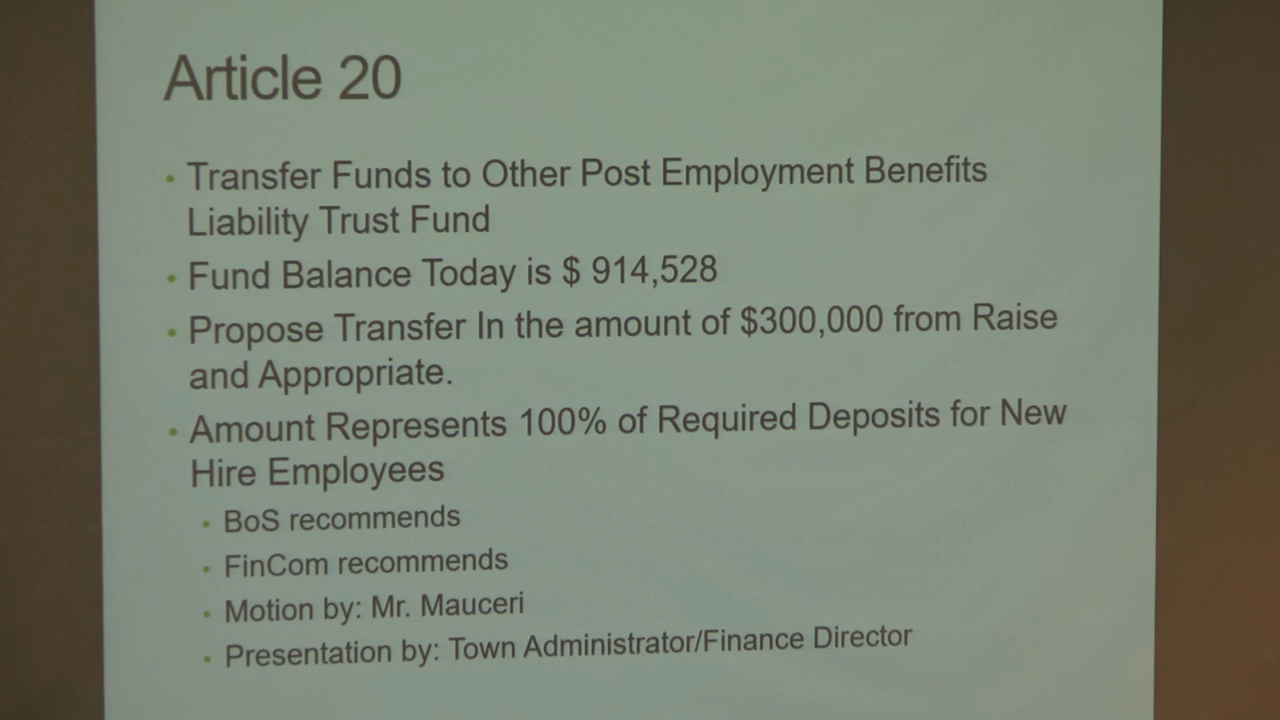 Article 20
• Transfer Funds to Other Post Employment Benefits
Liability Trust Fund
• Fund Balance Today is $ 914,528
• Propose Transfer In the amount of $300,000 from Raise
and Appropriate.
• Amount Represents 100% of Required Deposits for New
Hire Employees
• BoS recommends
• FinCom recommends
• Motion by: Mr. Mauceri
• Presentation by: Town Administrator/Finance Director